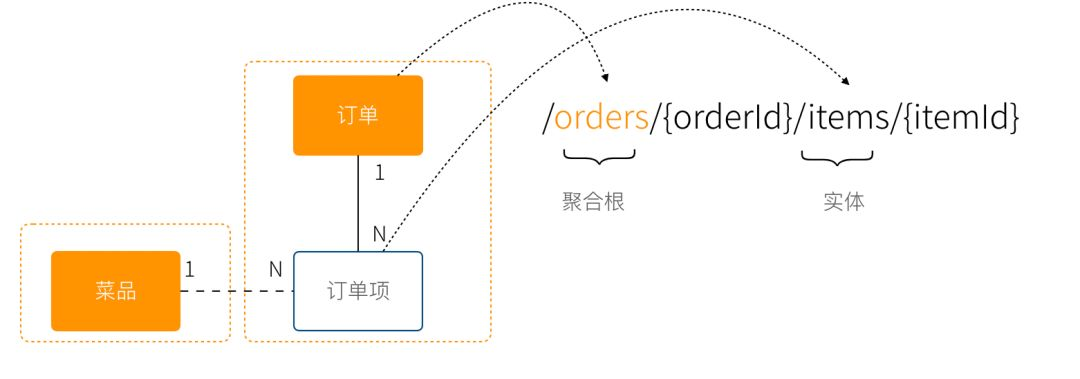 订单
/orders/{orderId}/items/{itemId}
1
聚合根
实体
N
1
N
菜品
订单项